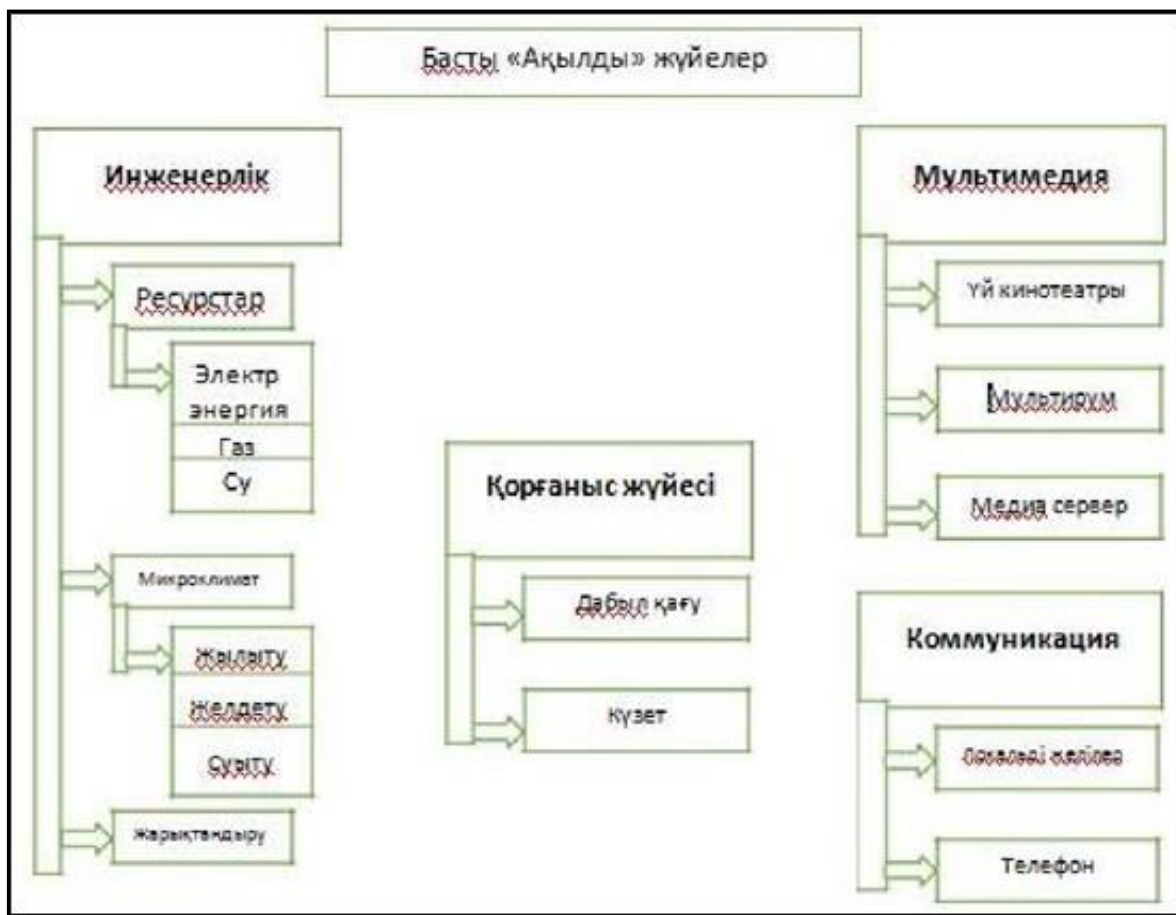 Басты «Ақылды» жүйелер
Инженерлік
Ресурстар
Электр
энергия
Газ
Су
Микроклимат
Жылыту
Желдету
Суыту
Жарықтандыру
Қорғаныс жүйесі
Дабыл қағу
Күзет
Мультимедия
Үй кинотеатры
Мультирум
Медиа сервер
Коммуникация
Телефон